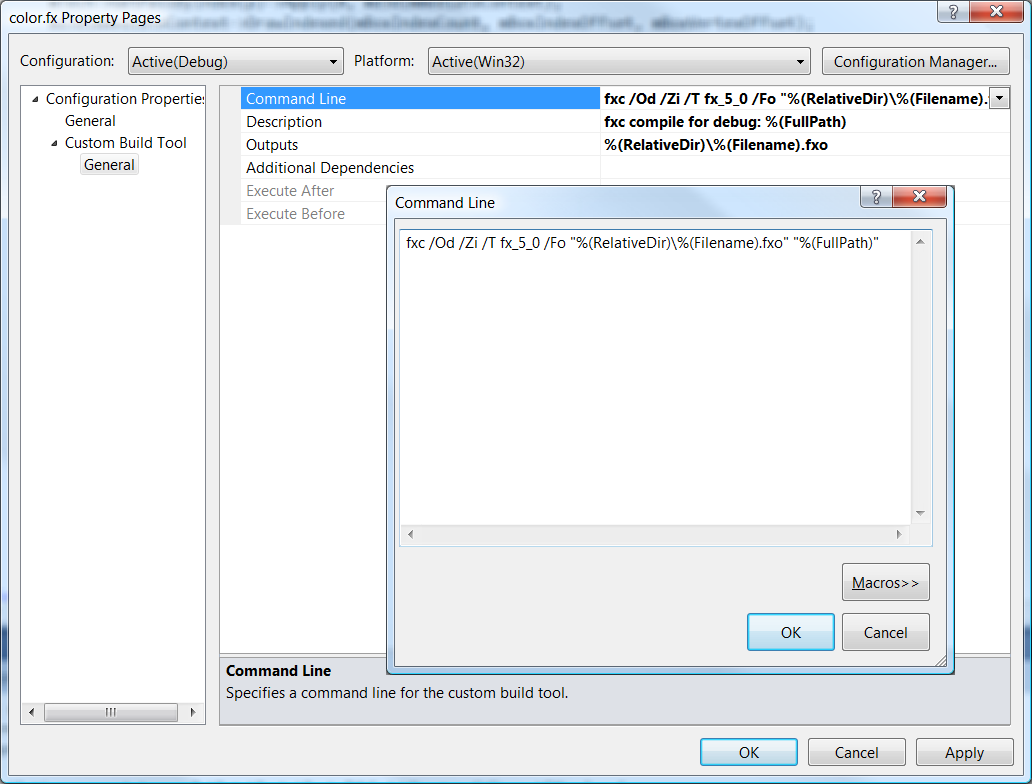 color.fx Property Pages
Configuration: Active(Debug) Platform: Active(Win32) Configuration Manager...
Configuration Properties
General
Custom Build Tool
General
Command Line fxc /Od /Zi /T fx_5_0 /Fo "%(RelativeDir)\%(Filename).
Description fxc compile for debug: %(FullPath)
Outputs %(RelativeDir)\%(Filename).fxo
Additional Dependencies
Execute After
Execute Before
Command Line
fxc /Od /Zi /T fx_5_0 /Fo "%(RelativeDir)\%(Filename).fxo" "%(FullPath)"
Macros>>
OK Cancel
Command Line
Specifies a command line for the custom build tool.
OK Cancel Apply